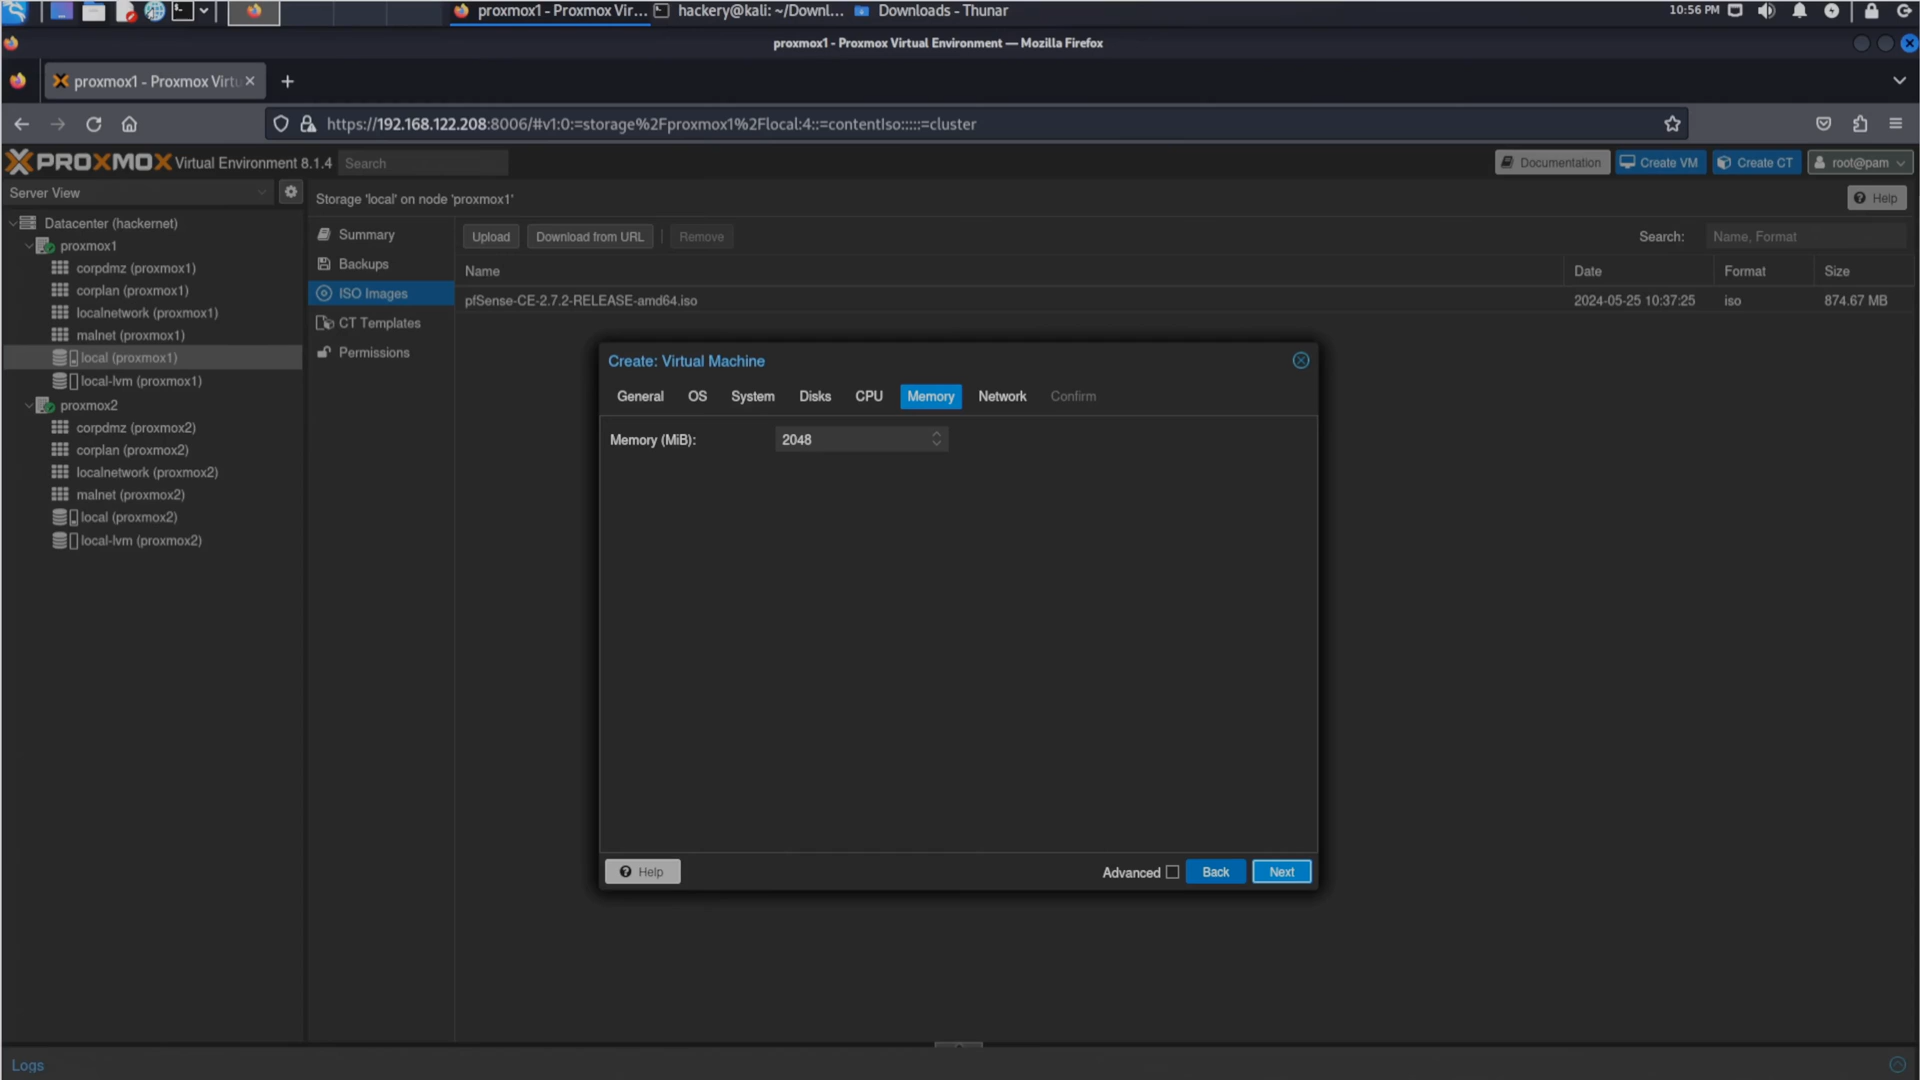 proxmox1 - Proxmox Vir... hackery@kali: ~/Downl... Downloads - Thunar 10:56 PM
proxmox1 - Proxmox Virtual Environment — Mozilla Firefox
proxmox1 - Proxmox Virtu
https://192.168.122.208:8006/#v1:0:=storage%2Fproxmox1%2Flocal:4::=contentIso:::::=cluster
PROXMOX Virtual Environment 8.1.4 Search Documentation Create VM Create CT root@pam
Server View
Storage 'local' on node 'proxmox1' Help
Datacenter (hackernet)
proxmox1
corpdmz (proxmox1)
corplan (proxmox1)
localnetwork (proxmox1)
malnet (proxmox1)
local (proxmox1)
local-lvm (proxmox1)
proxmox2
corpdmz (proxmox2)
corplan (proxmox2)
localnetwork (proxmox2)
malnet (proxmox2)
local (proxmox2)
local-lvm (proxmox2)
Summary
Backups
ISO Images
CT Templates
Permissions
Upload Download from URL Remove Search: Name, Format
Name Date Format Size
pfSense-CE-2.7.2-RELEASE-amd64.iso 2024-05-25 10:37:25 iso 874.67 MB
Create: Virtual Machine
General OS System Disks CPU Memory Network Confirm
Memory (MiB): 2048
Help Advanced Back Next
Logs